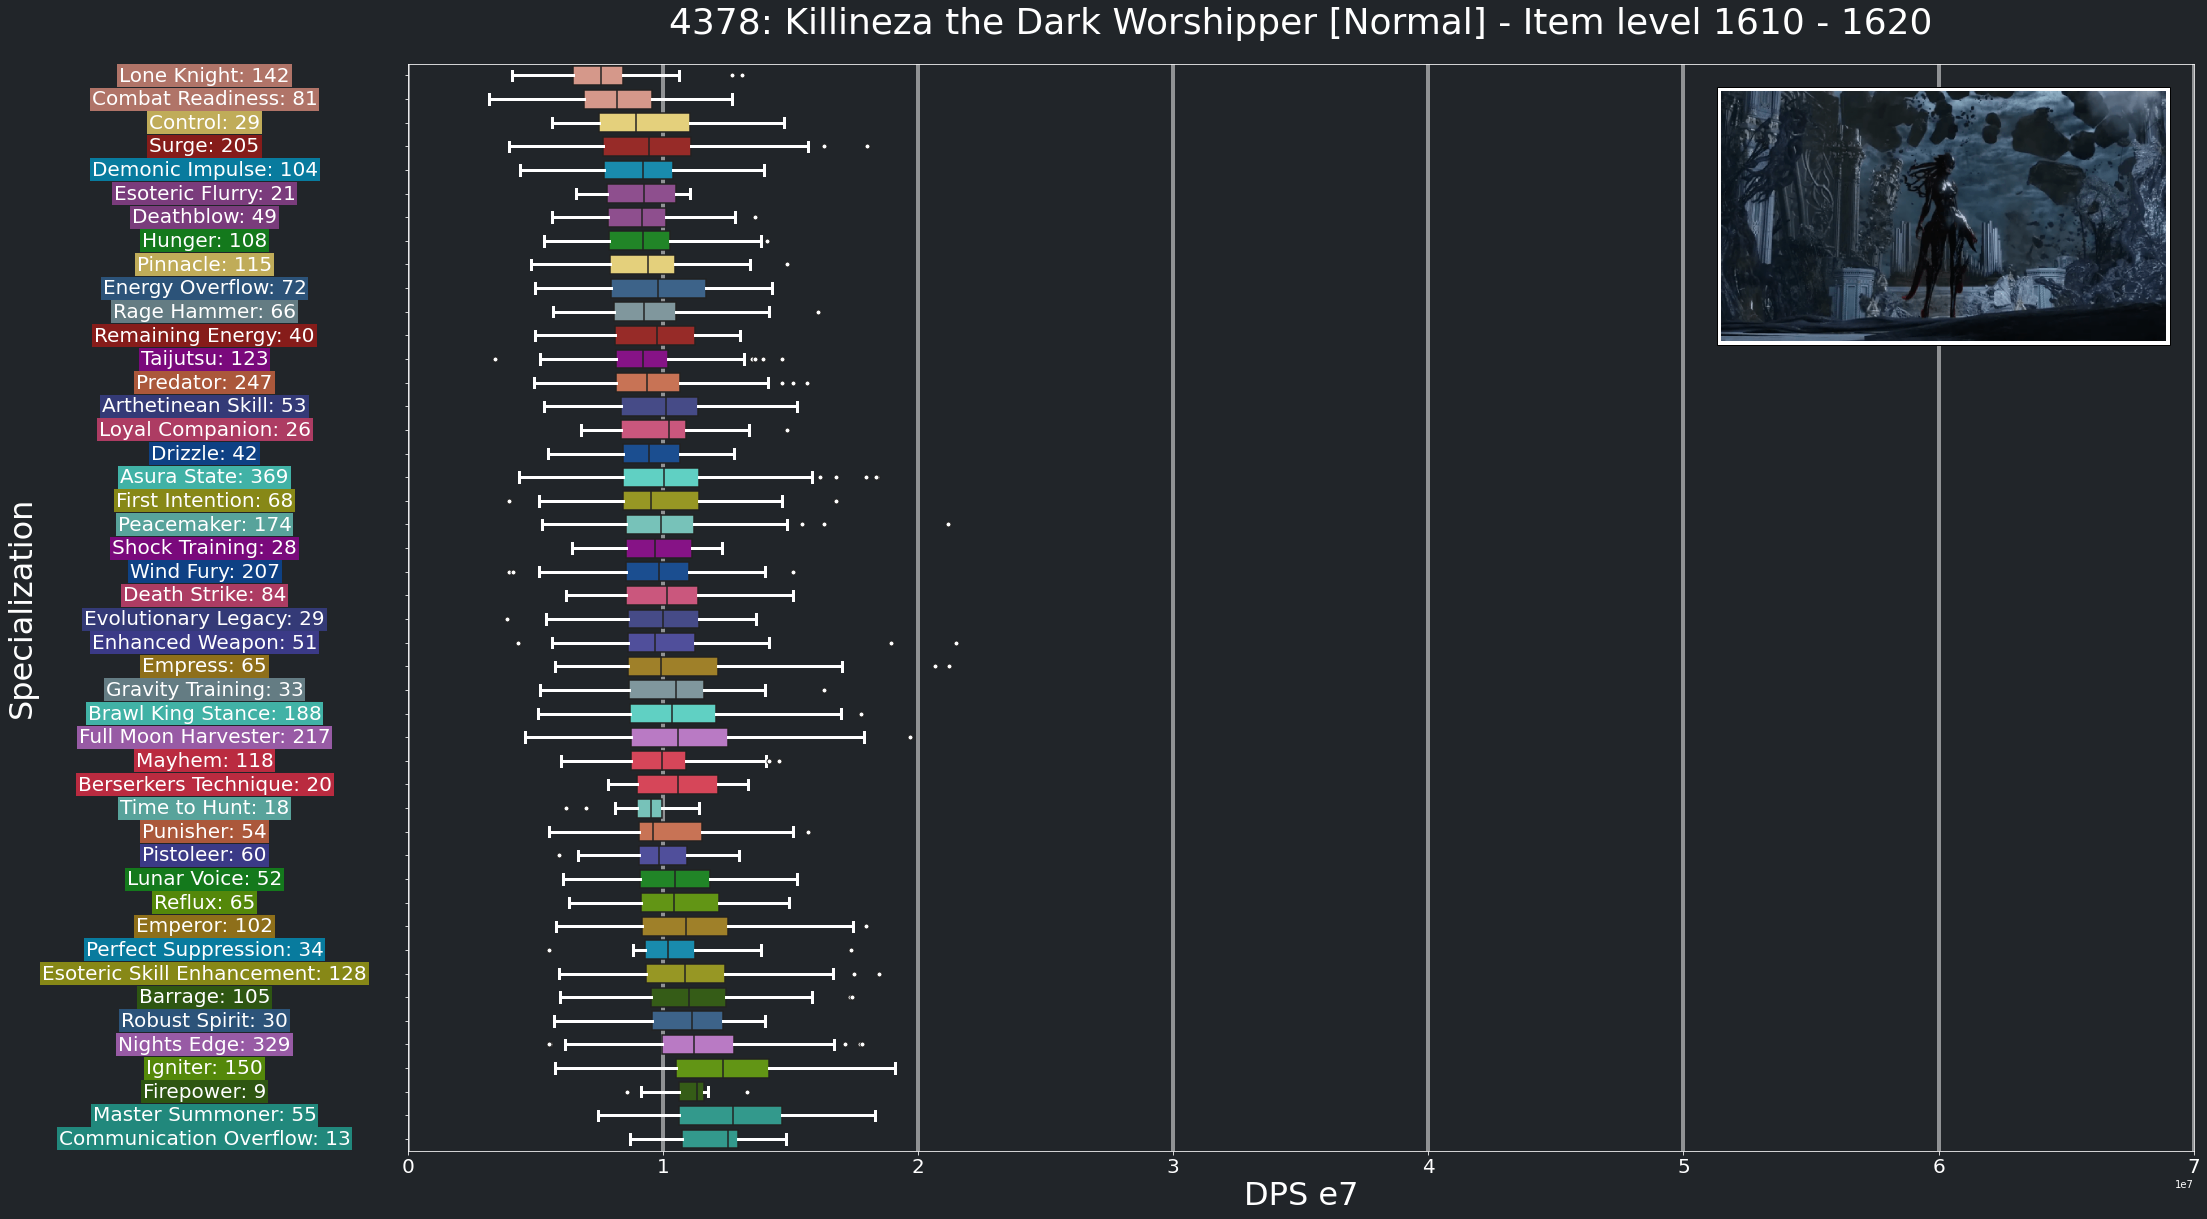 4378: Killineza the Dark Worshipper [Normal] - Item level 1610 - 1620
Specialization
Lone Knight: 142
Combat Readiness: 81
Control: 29
Surge: 205
Demonic Impulse: 104
Esoteric Flurry: 21
Deathblow: 49
Hunger: 108
Pinnacle: 115
Energy Overflow: 72
Rage Hammer: 66
Remaining Energy: 40
Taijutsu: 123
Predator: 247
Arthetinean Skill: 53
Loyal Companion: 26
Drizzle: 42
Asura State: 369
First Intention: 68
Peacemaker: 174
Shock Training: 28
Wind Fury: 207
Death Strike: 84
Evolutionary Legacy: 29
Enhanced Weapon: 51
Empress: 65
Gravity Training: 33
Brawl King Stance: 188
Full Moon Harvester: 217
Mayhem: 118
Berserkers Technique: 20
Time to Hunt: 18
Punisher: 54
Pistoleer: 60
Lunar Voice: 52
Reflux: 65
Emperor: 102
Perfect Suppression: 34
Esoteric Skill Enhancement: 128
Barrage: 105
Robust Spirit: 30
Nights Edge: 329
Igniter: 150
Firepower: 9
Master Summoner: 55
Communication Overflow: 13
0 1 2 3 4 5 6 7
1e7
DPS e7